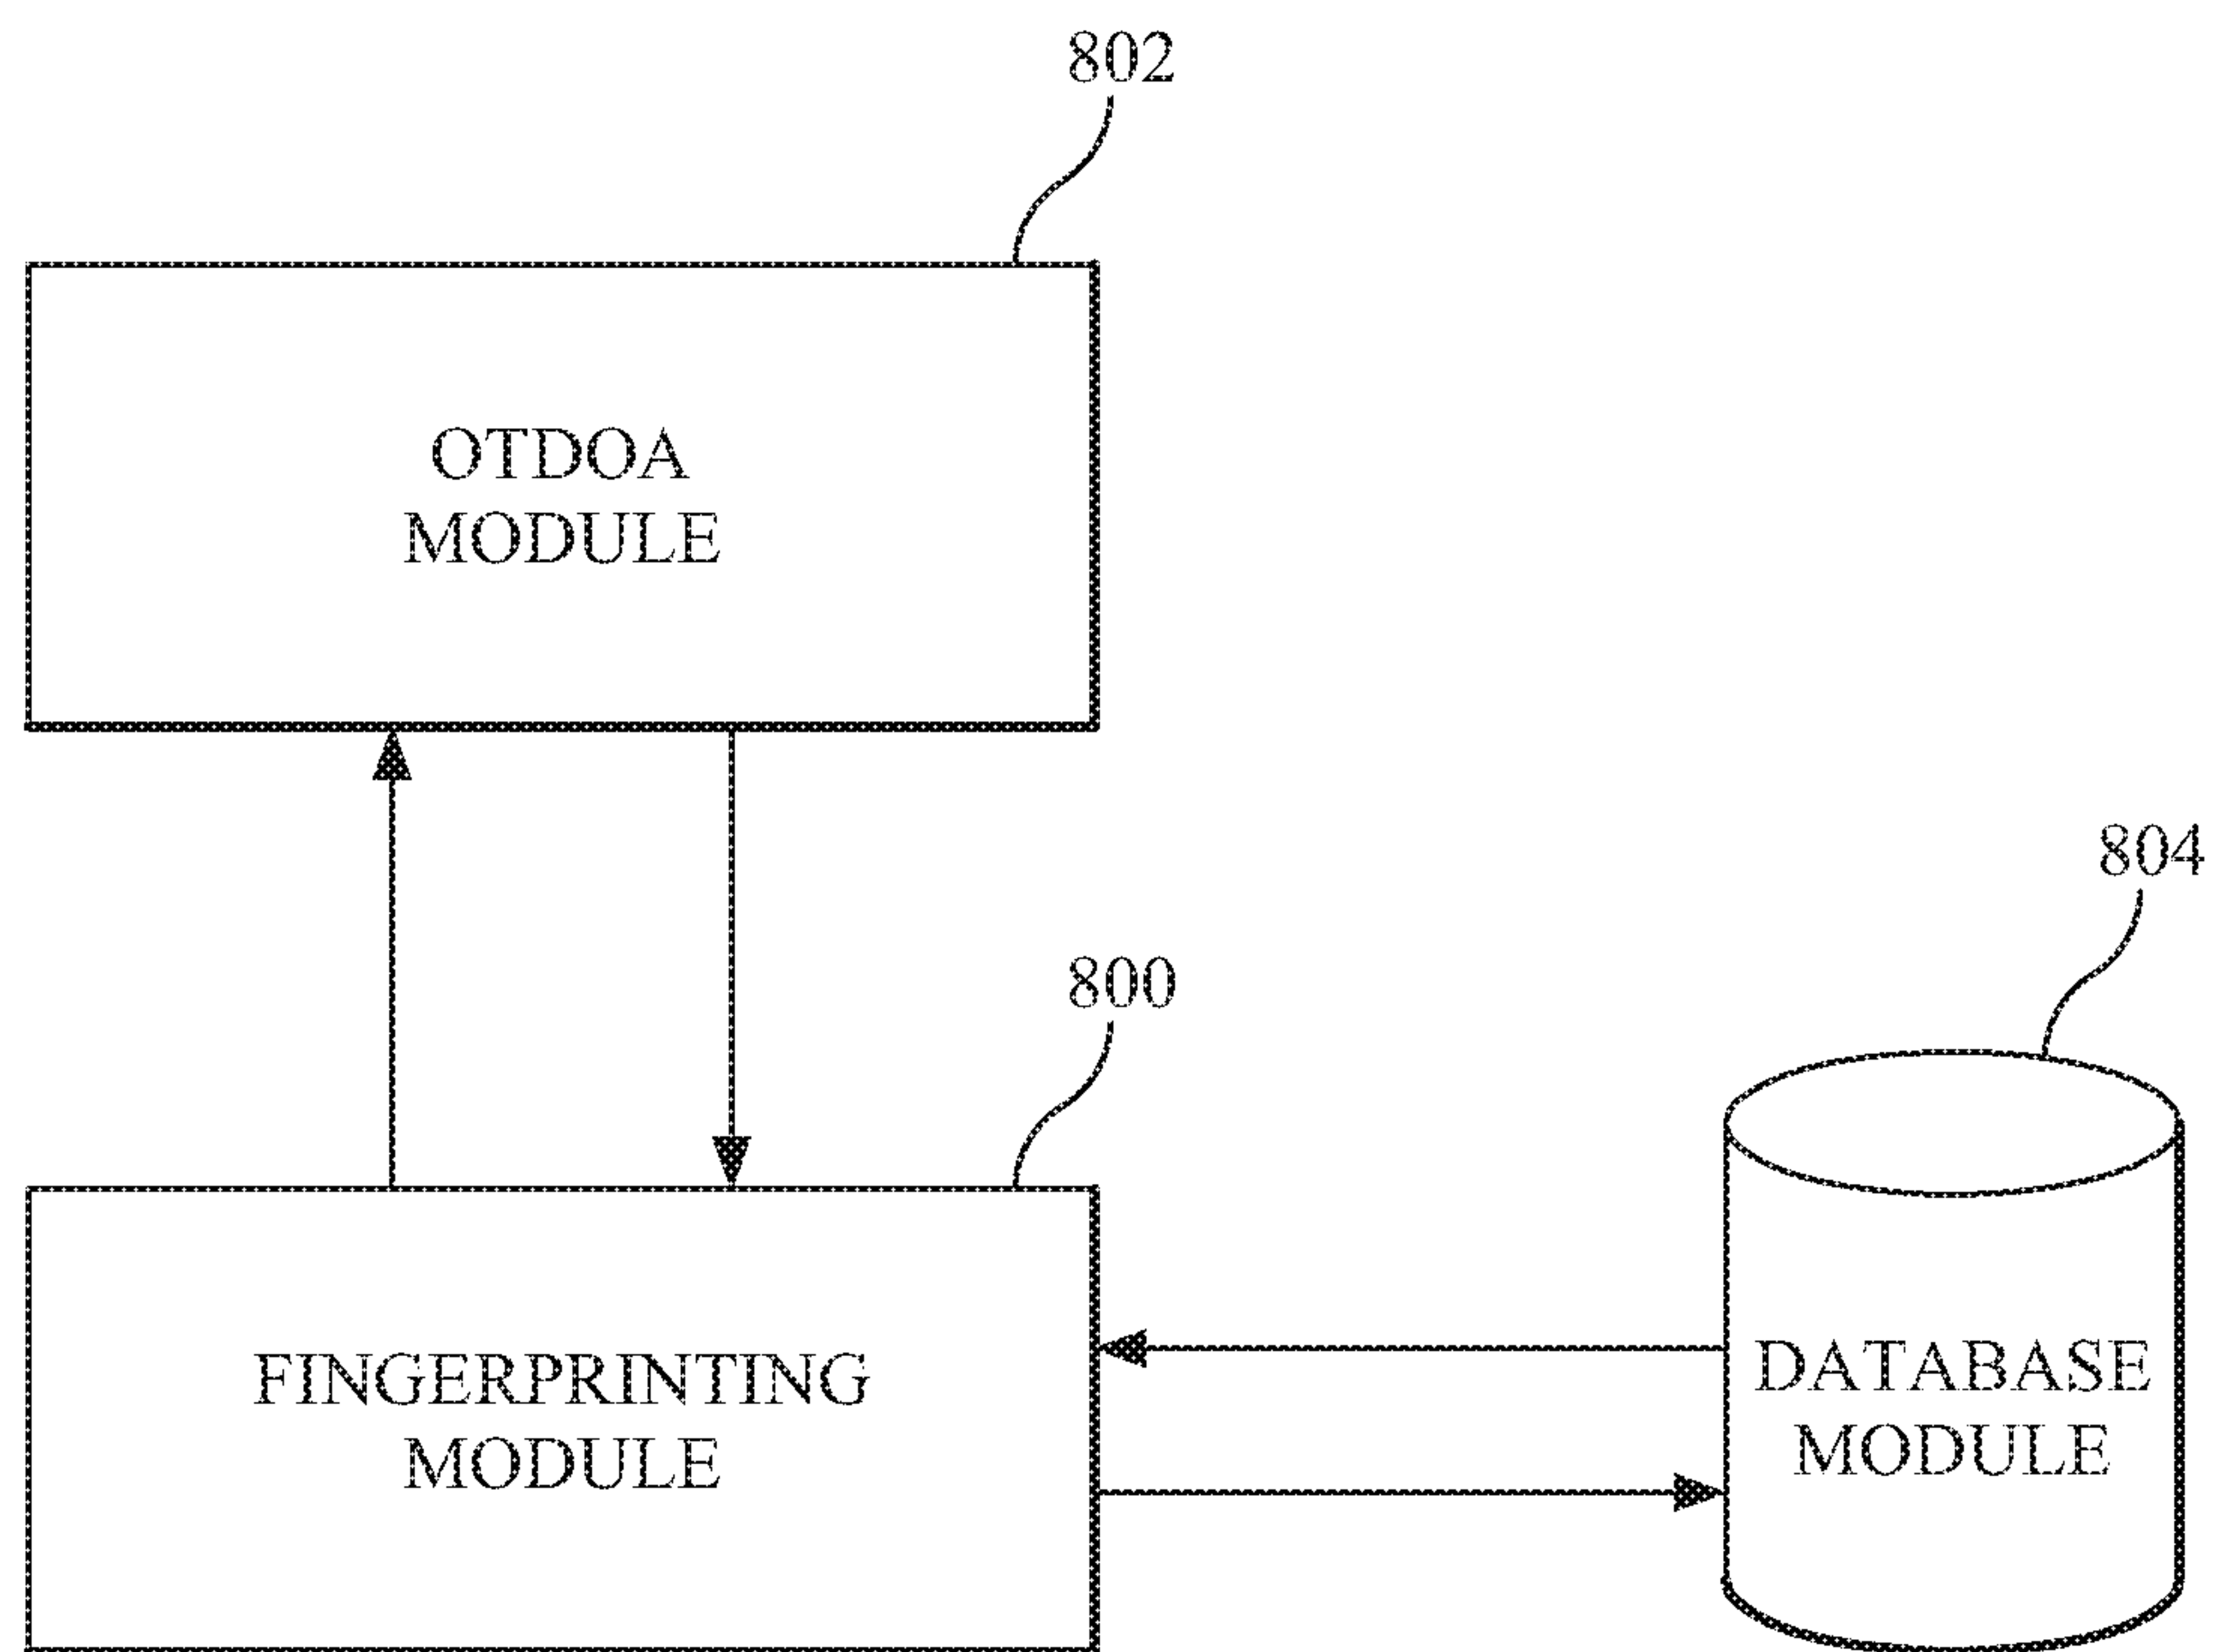 802
OTDOA
MODULE
804
800
FINGERPRINTING
MODULE
DATABASE
MODULE